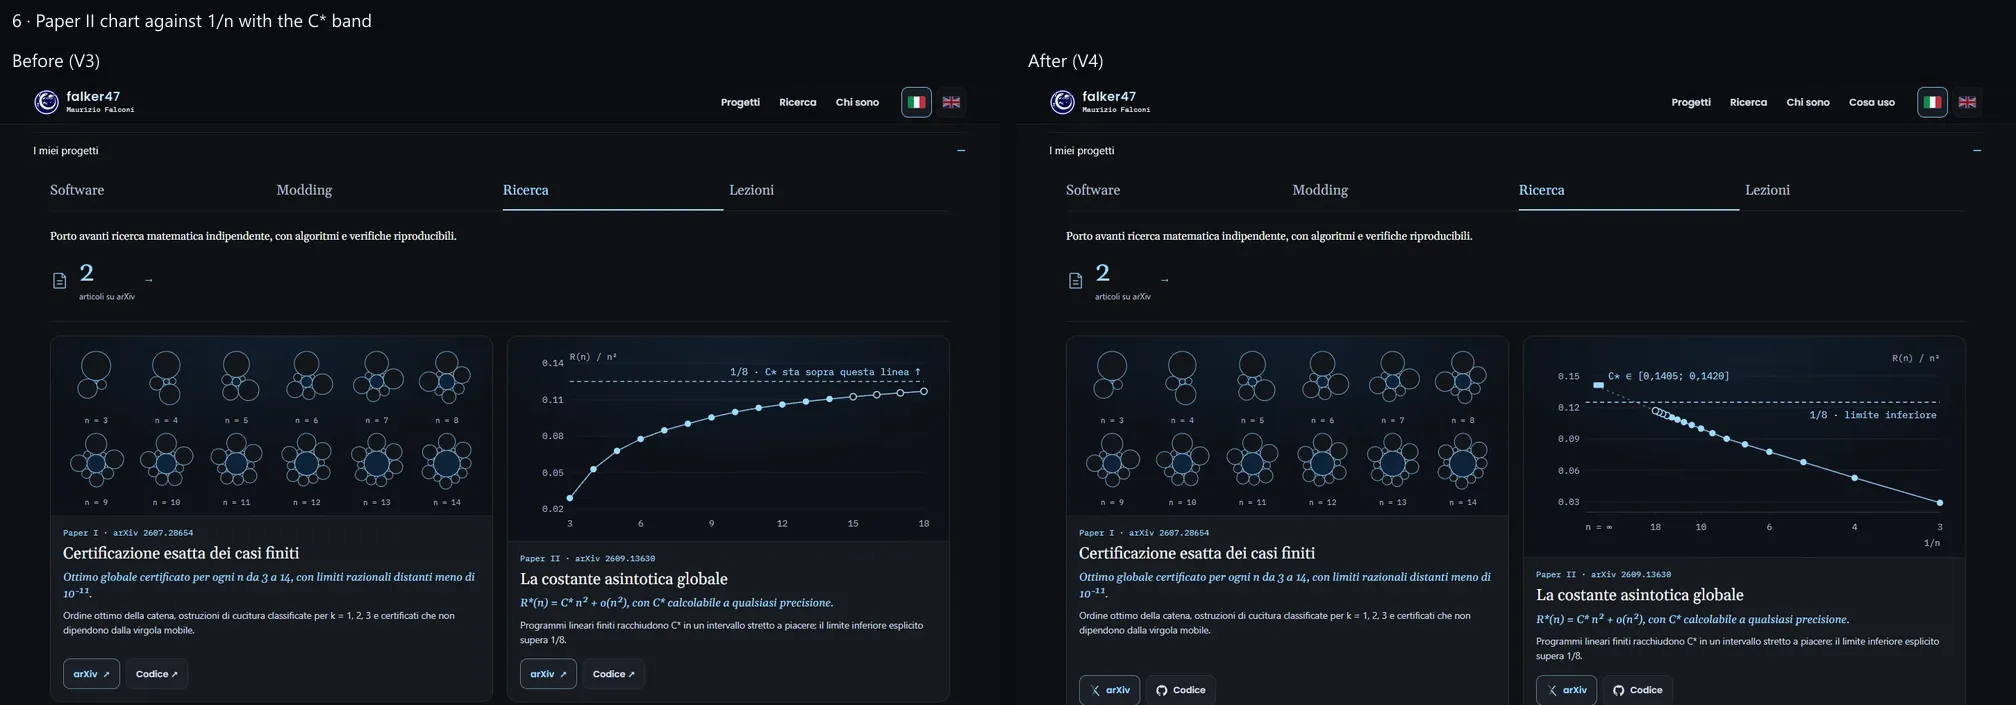 6 · Paper II chart against 1/n with the C* band
Before (V3)
falker47
Maurizio Falconi
Progetti Ricerca Chi sono
I miei progetti
Software Modding Ricerca Lezioni
Porto avanti ricerca matematica indipendente, con algoritmi e verifiche riproducibili.
2 →
articoli su arXiv
n = 3 n = 4 n = 5 n = 6 n = 7 n = 8
n = 9 n = 10 n = 11 n = 12 n = 13 n = 14
Paper I · arXiv 2607.28654
Certificazione esatta dei casi finiti
Ottimo globale certificato per ogni n da 3 a 14, con limiti razionali distanti meno di
10⁻¹¹.
Ordine ottimo della catena, ostruzioni di cucitura classificate per k = 1, 2, 3 e certificati che non
dipendono dalla virgola mobile.
arXiv ↗ Codice ↗
R(n) / n²
0.14
1/8 · C* sta sopra questa linea ↑
0.11
0.08
0.05
0.02
3 6 9 12 15 18
Paper II · arXiv 2609.13630
La costante asintotica globale
R*(n) = C* n² + o(n²), con C* calcolabile a qualsiasi precisione.
Programmi lineari finiti racchiudono C* in un intervallo stretto a piacere; il limite inferiore esplicito
supera 1/8.
arXiv ↗ Codice ↗
After (V4)
falker47
Maurizio Falconi
Progetti Ricerca Chi sono Cosa uso
I miei progetti
Software Modding Ricerca Lezioni
Porto avanti ricerca matematica indipendente, con algoritmi e verifiche riproducibili.
2 →
articoli su arXiv
n = 3 n = 4 n = 5 n = 6 n = 7 n = 8
n = 9 n = 10 n = 11 n = 12 n = 13 n = 14
Paper I · arXiv 2607.28654
Certificazione esatta dei casi finiti
Ottimo globale certificato per ogni n da 3 a 14, con limiti razionali distanti meno di
10⁻¹¹.
Ordine ottimo della catena, ostruzioni di cucitura classificate per k = 1, 2, 3 e certificati che non
dipendono dalla virgola mobile.
arXiv Codice
R(n) / n²
0.15 C* ∈ [0,1405; 0,1420]
0.12
1/8 · limite inferiore
0.09
0.06
0.03
n = ∞ 18 10 6 4 3
1/n
Paper II · arXiv 2609.13630
La costante asintotica globale
R*(n) = C* n² + o(n²), con C* calcolabile a qualsiasi precisione.
Programmi lineari finiti racchiudono C* in un intervallo stretto a piacere; il limite inferiore esplicito
supera 1/8.
arXiv Codice